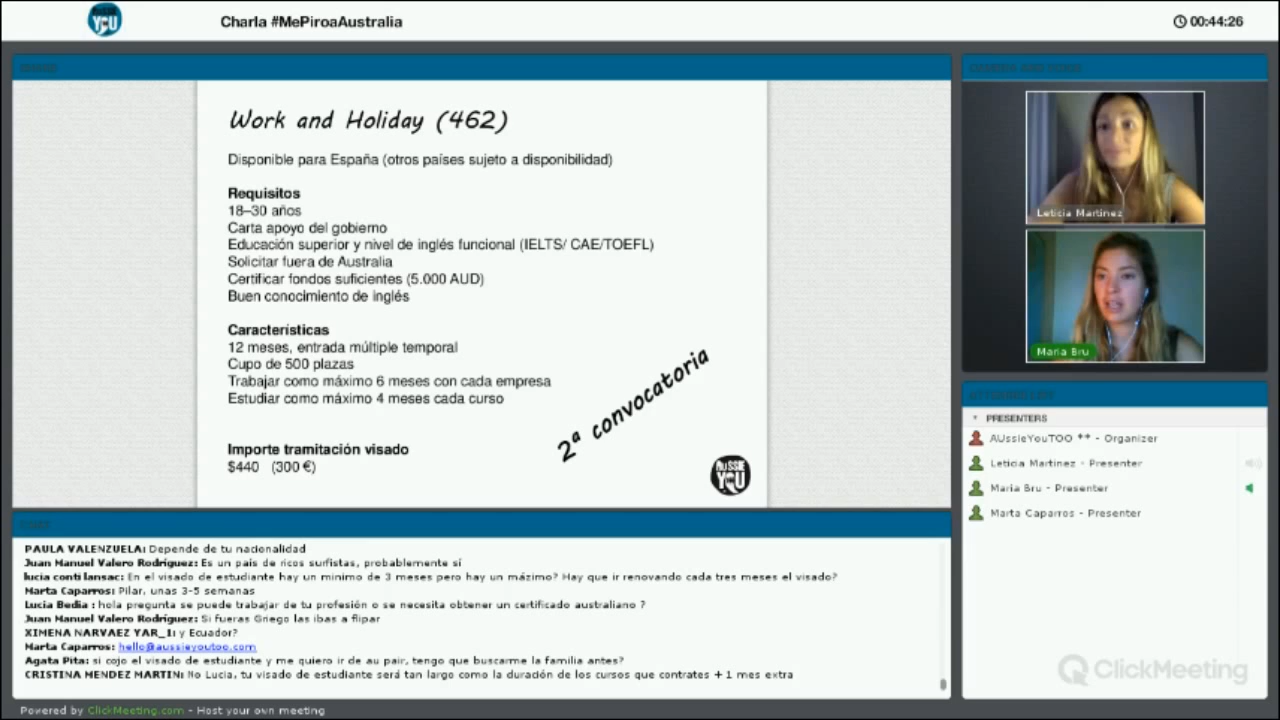 AUSSIE YOU
Charla #MePiroaAustralia
00:44:26
Work and Holiday (462)
Disponible para España (otros países sujeto a disponibilidad)
Requisitos
18–30 años
Carta apoyo del gobierno
Educación superior y nivel de inglés funcional (IELTS/ CAE/TOEFL)
Solicitar fuera de Australia
Certificar fondos suficientes (5.000 AUD)
Buen conocimiento de inglés
Características
12 meses, entrada múltiple temporal
Cupo de 500 plazas
Trabajar como máximo 6 meses con cada empresa
Estudiar como máximo 4 meses cada curso
2ª convocatoria
Importe tramitación visado
$440 (300 €)
AUSSIE YOU
Leticia Martinez
Maria Bru
PRESENTERS
AUssieYouTOO ** - Organizer
Leticia Martinez - Presenter
Maria Bru - Presenter
Marta Caparros - Presenter
PAULA VALENZUELA: Depende de tu nacionalidad
Juan Manuel Valero Rodríguez: Es un país de ricos surfistas, probablemente sí
lucia conti lansac: En el visado de estudiante hay un minimo de 3 meses pero hay un mázimo? Hay que ir renovando cada tres meses el visado?
Marta Caparros: Pilar, unas 3-5 semanas
Lucia Bedia : hola pregunta se puede trabajar de tu profesión o se necesita obtener un certificado australiano ?
Juan Manuel Valero Rodríguez: Si fueras Griego las ibas a flipar
XIMENA NARVAEZ YAR_1: y Ecuador?
Marta Caparros: hello@aussieyoutoo.com
Agata Pita: si cojo el visado de estudiante y me quiero ir de au pair, tengo que buscarme la familia antes?
CRISTINA MENDEZ MARTIN: No Lucia, tu visado de estudiante será tan largo como la duración de los cursos que contrates + 1 mes extra
ClickMeeting
Powered by ClickMeeting.com - Host your own meeting